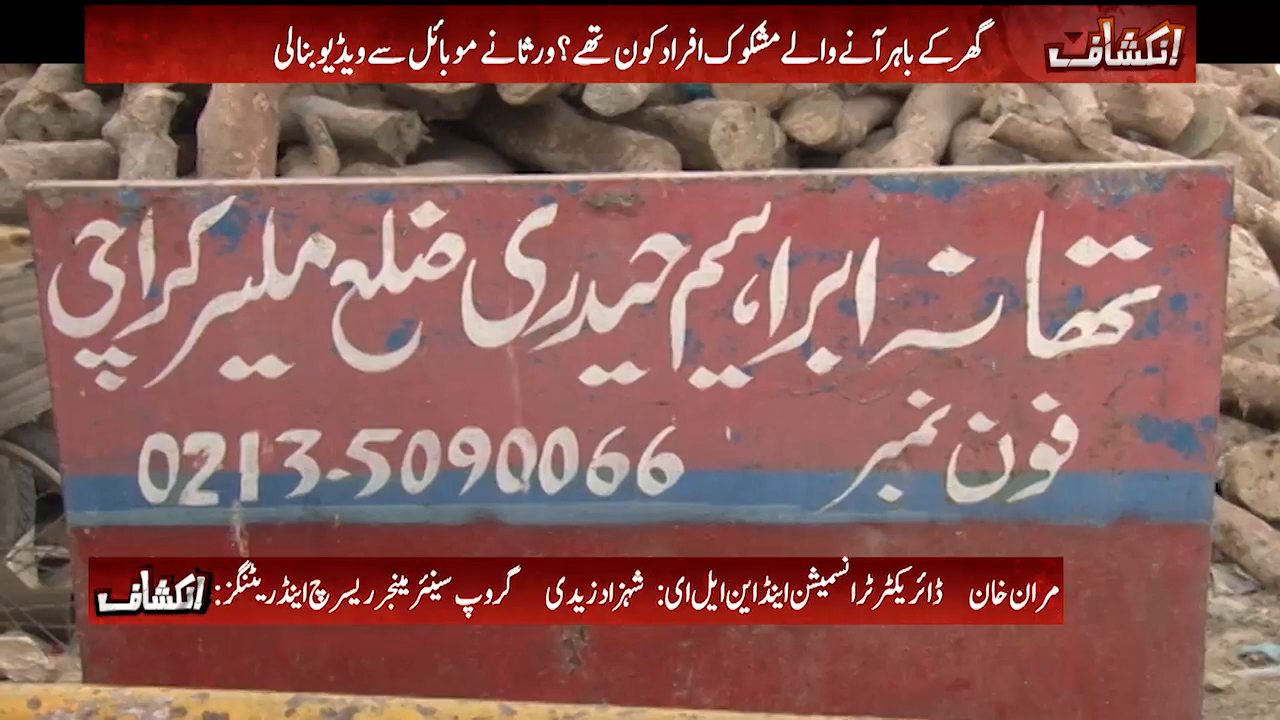 گھر کے باہر آنے والے مشکوک افراد کون تھے؟ ورثا نے موبائل سے ویڈیو بنالی
انکشاف
تھانہ ابراہیم حیدری ضلع ملیر کراچی
فون نمبر 0213-5090066
مران خان ڈائریکٹر ٹرانسمیشن اینڈ این ایل ای: شہزاد زیدی گروپ سینئر مینجر ریسرچ اینڈ ریٹنگز:
انکشاف